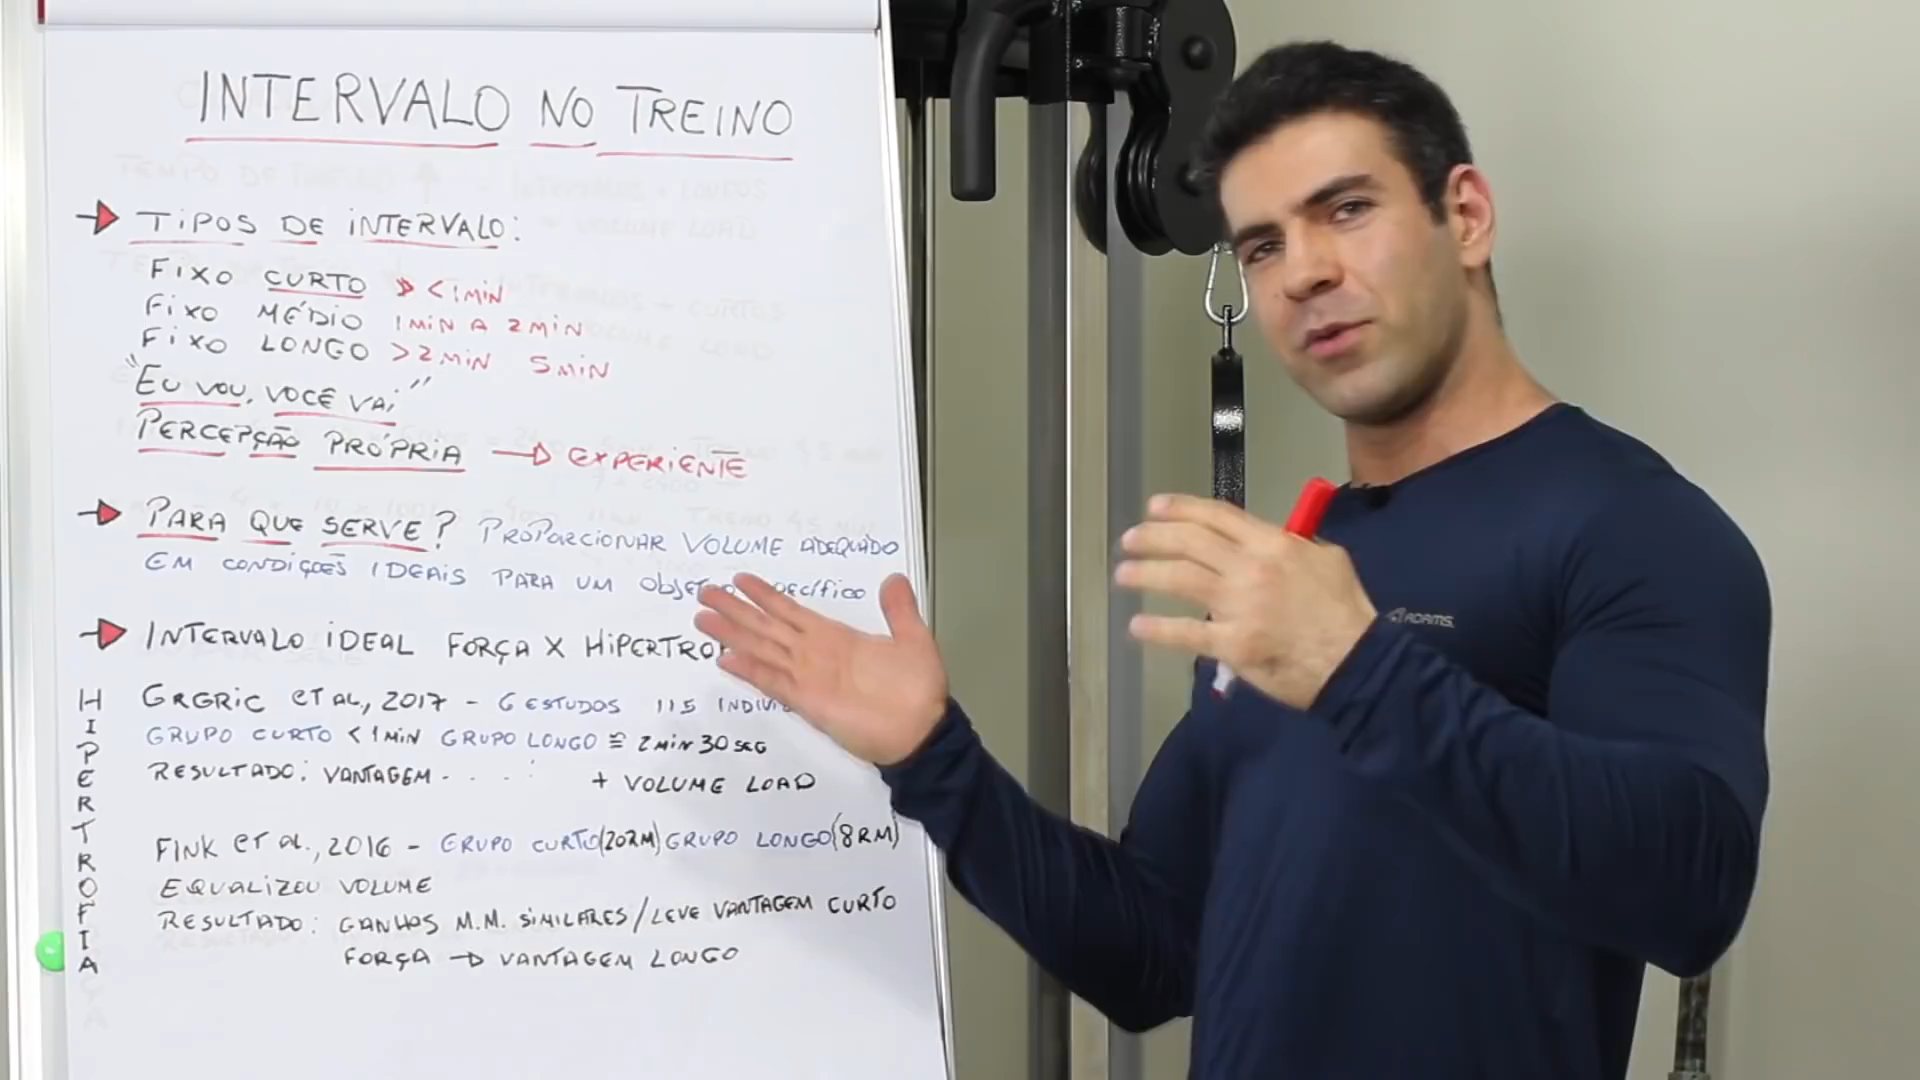 INTERVALO NO TREINO
TIPOS DE INTERVALO:
FIXO CURTO <1MIN
FIXO MÉDIO 1MIN A 2MIN
FIXO LONGO >2MIN 5MIN
"EU VOU, VOCÊ VAI"
PERCEPÇÃO PRÓPRIA → EXPERIENTE
PARA QUE SERVE? PROPORCIONAR VOLUME ADEQUADO
EM CONDIÇÕES IDEAIS PARA UM
INTERVALO IDEAL FORÇA X
GRGRIC ET AL, 2017 - 6 ESTUDOS 115
GRUPO CURTO <1MIN GRUPO LONGO ≅ 2MIN 30SEG
RESULTADO: VANTAGEM + VOLUME LOAD
FINK ET AL., 2016 - GRUPO CURTO (20RM) GRUPO LONGO (8RM)
EQUALIZOU VOLUME
RESULTADO: GANHOS M.M. SIMILARES / LEVE VANTAGEM CURTO
FORÇA → VANTAGEM LONGO
HIPERTROFIA
ADAMS